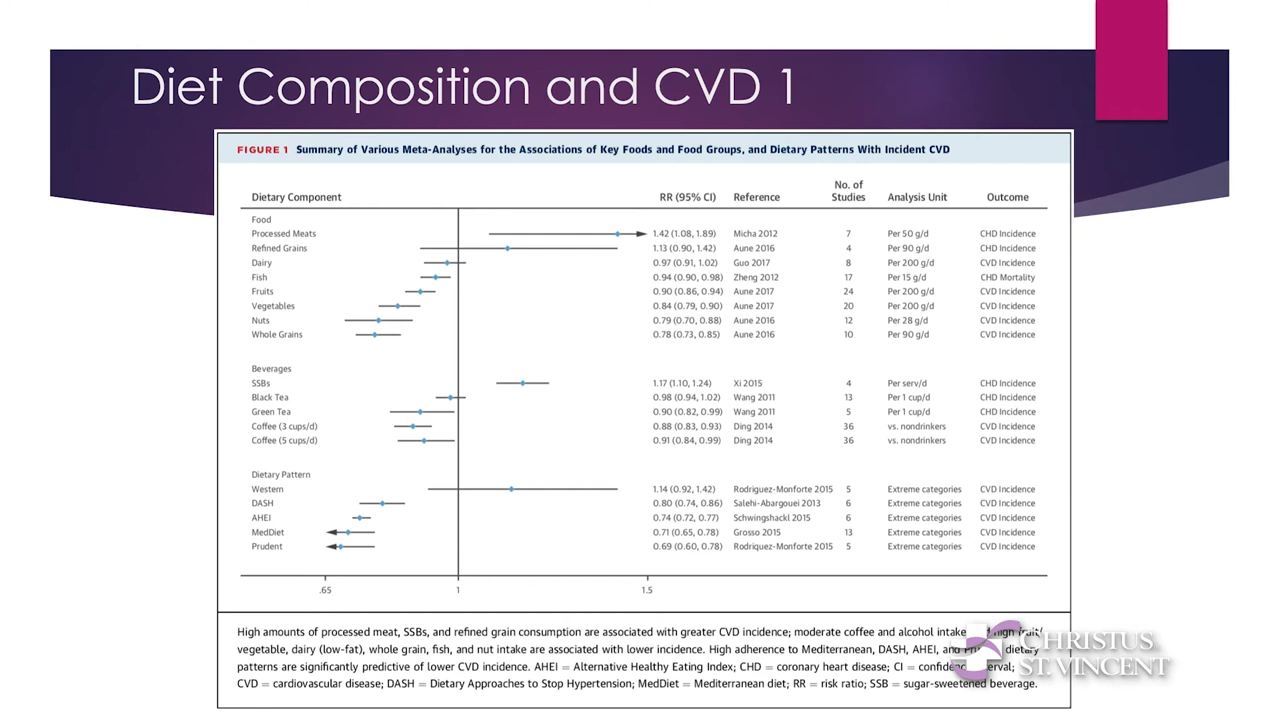 Diet Composition and CVD 1
FIGURE 1 Summary of Various Meta-Analyses for the Associations of Key Foods and Food Groups, and Dietary Patterns With Incident CVD
Dietary Component RR (95% CI) Reference No. of Studies Analysis Unit Outcome
Food
Processed Meats 1.42 (1.08, 1.89) Micha 2012 7 Per 50 g/d CHD Incidence
Refined Grains 1.13 (0.90, 1.42) Aune 2016 4 Per 90 g/d CHD Incidence
Dairy 0.97 (0.91, 1.02) Guo 2017 8 Per 200 g/d CVD Incidence
Fish 0.94 (0.90, 0.98) Zheng 2012 17 Per 15 g/d CHD Mortality
Fruits 0.90 (0.86, 0.94) Aune 2017 24 Per 200 g/d CVD Incidence
Vegetables 0.84 (0.79, 0.90) Aune 2017 20 Per 200 g/d CVD Incidence
Nuts 0.79 (0.70, 0.88) Aune 2016 12 Per 28 g/d CVD Incidence
Whole Grains 0.78 (0.73, 0.85) Aune 2016 10 Per 90 g/d CVD Incidence
Beverages
SSBs 1.17 (1.10, 1.24) Xi 2015 4 Per serv/d CHD Incidence
Black Tea 0.98 (0.94, 1.02) Wang 2011 13 Per 1 cup/d CHD Incidence
Green Tea 0.90 (0.82, 0.99) Wang 2011 5 Per 1 cup/d CHD Incidence
Coffee (3 cups/d) 0.88 (0.83, 0.93) Ding 2014 36 vs. nondrinkers CVD Incidence
Coffee (5 cups/d) 0.91 (0.84, 0.99) Ding 2014 36 vs. nondrinkers CVD Incidence
Dietary Pattern
Western 1.14 (0.92, 1.42) Rodriguez-Monforte 2015 5 Extreme categories CVD Incidence
DASH 0.80 (0.74, 0.86) Salehi-Abargouei 2013 6 Extreme categories CVD Incidence
AHEI 0.74 (0.72, 0.77) Schwingshackl 2015 6 Extreme categories CVD Incidence
MedDiet 0.71 (0.65, 0.78) Grosso 2015 13 Extreme categories CVD Incidence
Prudent 0.69 (0.60, 0.78) Rodriquez-Monforte 2015 5 Extreme categories CVD Incidence
.65 1 1.5
High amounts of processed meat, SSBs, and refined grain consumption are associated with greater CVD incidence; moderate coffee and alcohol intake high fruit/
vegetable, dairy (low-fat), whole grain, fish, and nut intake are associated with lower incidence. High adherence to Mediterranean, DASH, AHEI, and dietary
patterns are significantly predictive of lower CVD incidence. AHEI = Alternative Healthy Eating Index; CHD = coronary heart disease; CI = confidence interval;
CVD = cardiovascular disease; DASH = Dietary Approaches to Stop Hypertension; MedDiet = Mediterranean diet; RR = risk ratio; SSB = sugar-sweetened beverage.
CHRISTUS
ST. VINCENT